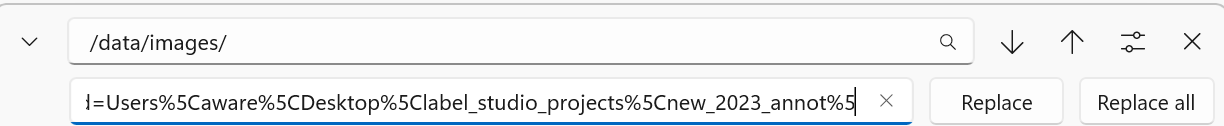 /data/images/
d=Users%5Caware%5CDesktop%5Clabel_studio_projects%5Cnew_2023_annot%5
Replace
Replace all